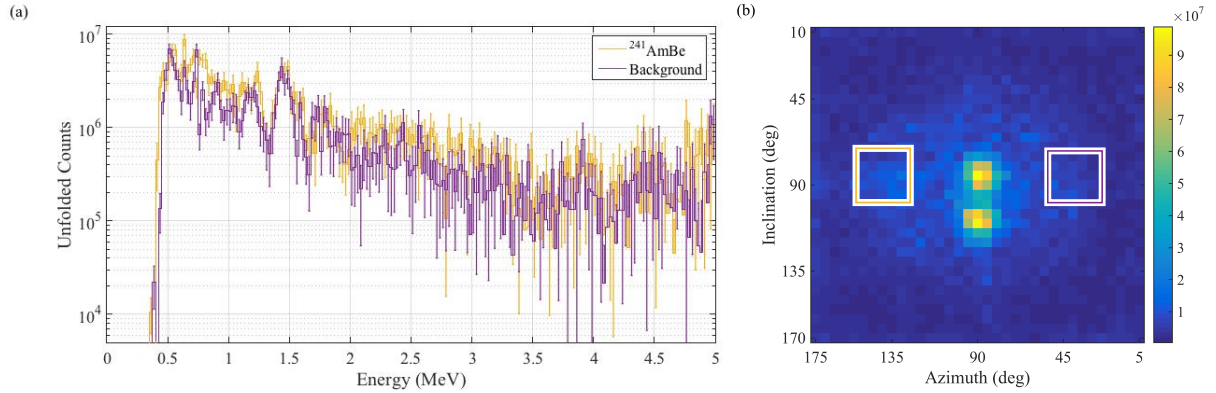 (a)
10^7
10^6
10^5
10^4
Unfolded Counts
241AmBe
Background
0 0.5 1 1.5 2 2.5 3 3.5 4 4.5 5
Energy (MeV)
(b)
×10^7
10
45
90
135
170
Inclination (deg)
175 135 90 45 5
Azimuth (deg)
9
8
7
6
5
4
3
2
1